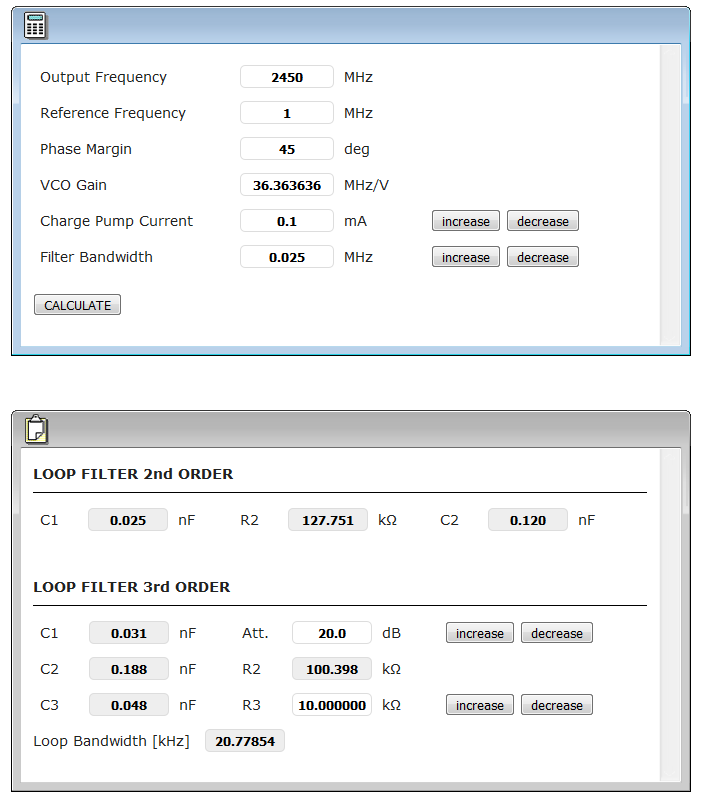 Output Frequency 2450 MHz
Reference Frequency 1 MHz
Phase Margin 45 deg
VCO Gain 36.363636 MHz/V
Charge Pump Current 0.1 mA increase decrease
Filter Bandwidth 0.025 MHz increase decrease
CALCULATE
LOOP FILTER 2nd ORDER
C1 0.025 nF R2 127.751 kΩ C2 0.120 nF
LOOP FILTER 3rd ORDER
C1 0.031 nF Att. 20.0 dB increase decrease
C2 0.188 nF R2 100.398 kΩ
C3 0.048 nF R3 10.000000 kΩ increase decrease
Loop Bandwidth [kHz] 20.77854